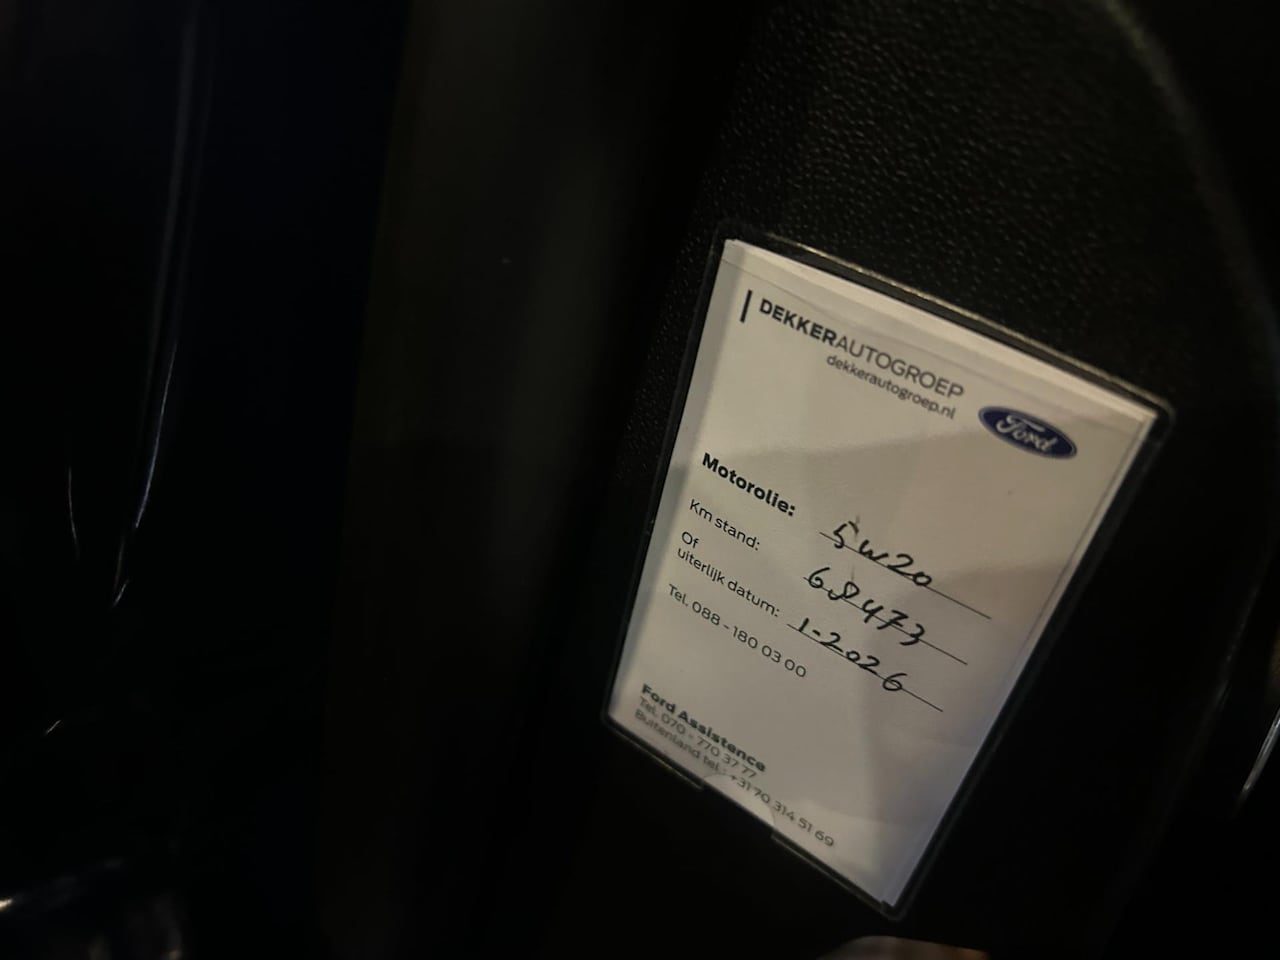 DEKKERAUTOGROEP
dekkerautogroep.nl
Ford
Motorolie: 5W20
Km stand: 68473
Of
uiterlijk datum: 1-2026
Tel. 088 - 180 03 00
Ford Assistence
Tel. 070 - 770 37 77
Buitenland tel.: +31 70 314 51 69